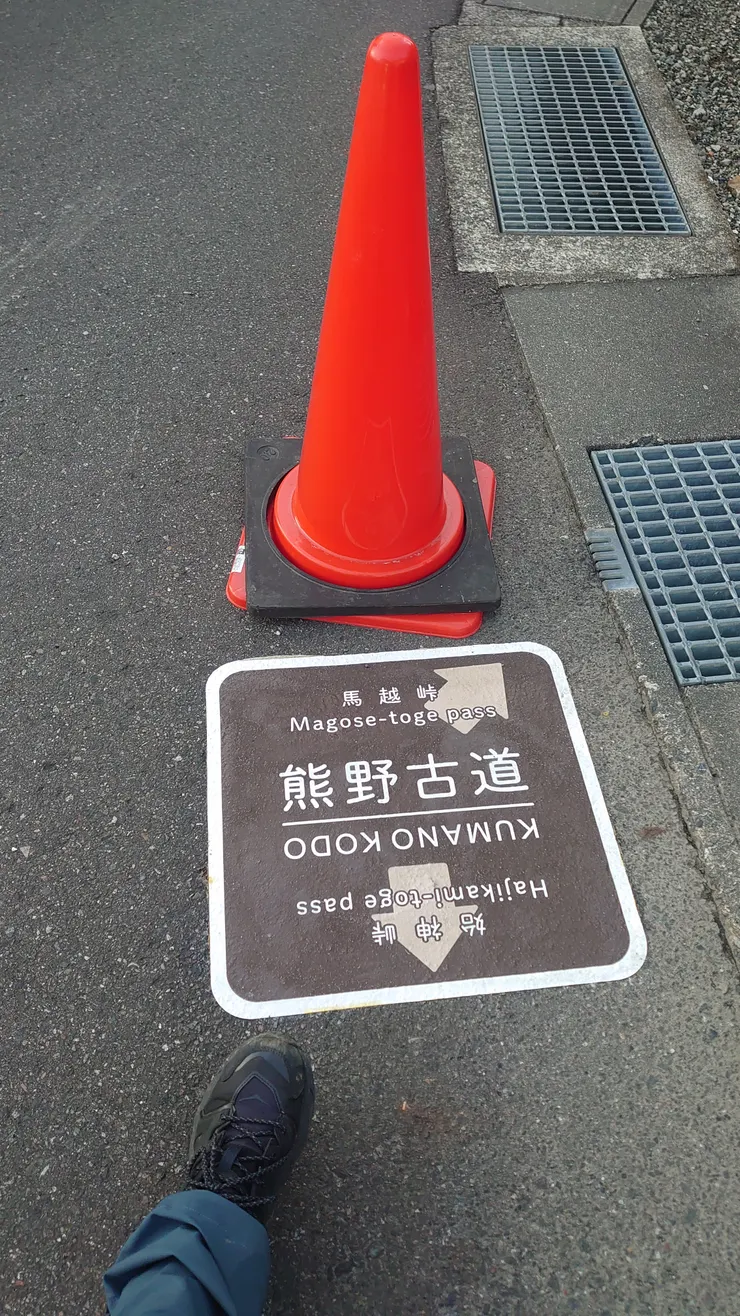 馬越峠
Magose-toge pass
熊野古道
KUMANO KODO
Hajikami-toge pass
始神峠